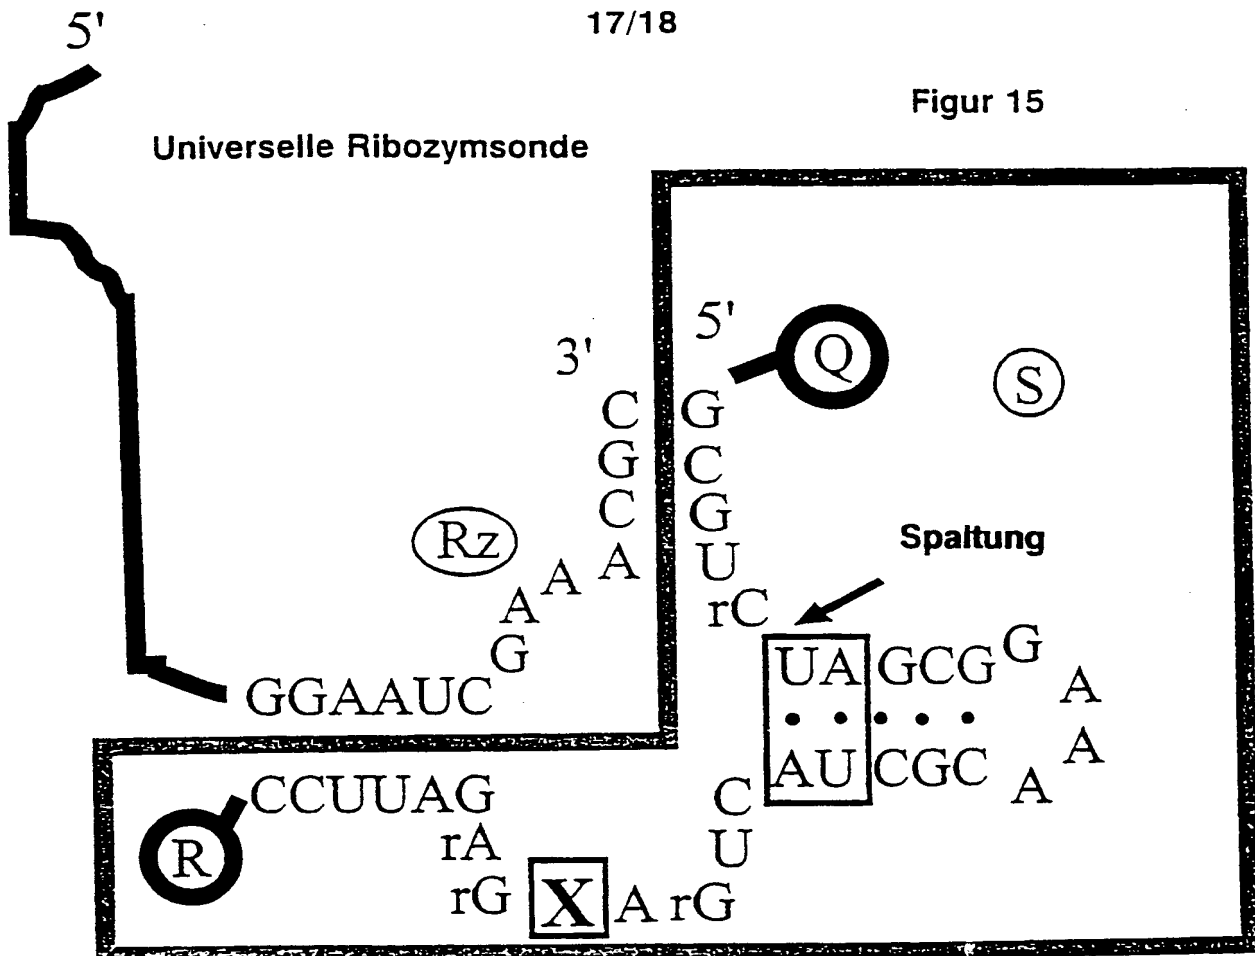 5'
17/18
Figur 15
Universelle Ribozymsonde
5'
3'
Q
S
C G
G C
C G
Rz
Spaltung
A A A U
rC
G
UA GCG G A
GGAAUC
AU CGC A A
CCUUAG
C
R
rA
U
rG X A rG